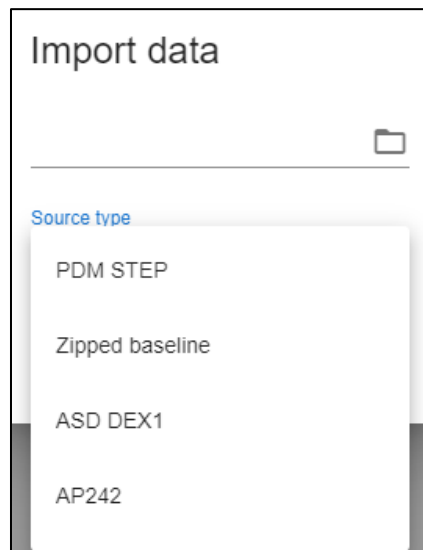 Import data
Source type
PDM STEP
Zipped baseline
ASD DEX1
AP242